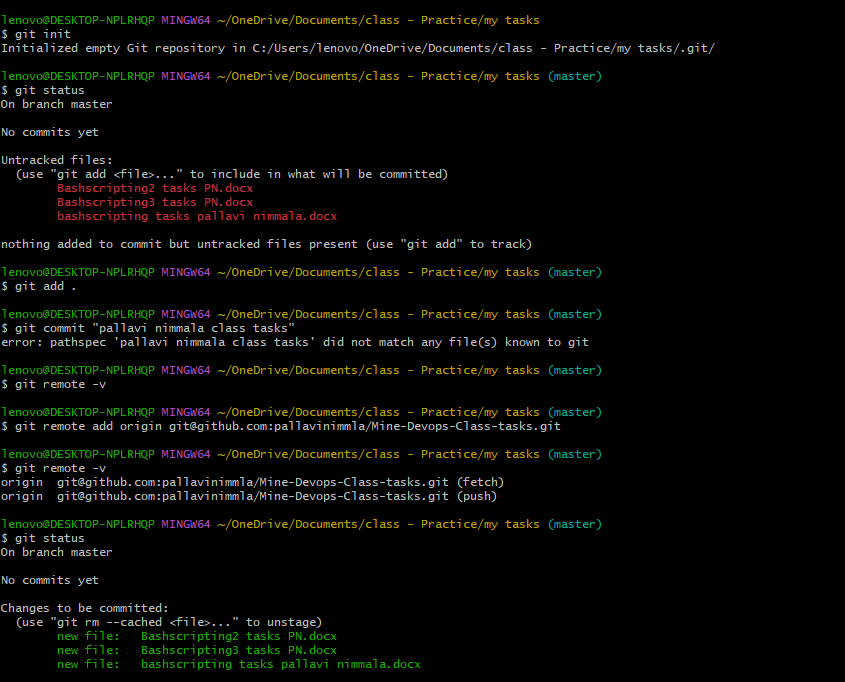 lenovo@DESKTOP-NPLRHQP MINGW64 ~/OneDrive/Documents/class - Practice/my tasks
$ git init
Initialized empty Git repository in C:/Users/lenovo/OneDrive/Documents/class - Practice/my tasks/.git/
lenovo@DESKTOP-NPLRHQP MINGW64 ~/OneDrive/Documents/class - Practice/my tasks (master)
$ git status
On branch master
No commits yet
Untracked files:
  (use "git add <file>..." to include in what will be committed)
        Bashscripting2 tasks PN.docx
        Bashscripting3 tasks PN.docx
        bashscripting tasks pallavi nimmala.docx
nothing added to commit but untracked files present (use "git add" to track)
lenovo@DESKTOP-NPLRHQP MINGW64 ~/OneDrive/Documents/class - Practice/my tasks (master)
$ git add .
lenovo@DESKTOP-NPLRHQP MINGW64 ~/OneDrive/Documents/class - Practice/my tasks (master)
$ git commit "pallavi nimmala class tasks"
error: pathspec 'pallavi nimmala class tasks' did not match any file(s) known to git
lenovo@DESKTOP-NPLRHQP MINGW64 ~/OneDrive/Documents/class - Practice/my tasks (master)
$ git remote -v
lenovo@DESKTOP-NPLRHQP MINGW64 ~/OneDrive/Documents/class - Practice/my tasks (master)
$ git remote add origin git@github.com:pallavinimmla/Mine-Devops-Class-tasks.git
lenovo@DESKTOP-NPLRHQP MINGW64 ~/OneDrive/Documents/class - Practice/my tasks (master)
$ git remote -v
origin  git@github.com:pallavinimmla/Mine-Devops-Class-tasks.git (fetch)
origin  git@github.com:pallavinimmla/Mine-Devops-Class-tasks.git (push)
lenovo@DESKTOP-NPLRHQP MINGW64 ~/OneDrive/Documents/class - Practice/my tasks (master)
$ git status
On branch master
No commits yet
Changes to be committed:
  (use "git rm --cached <file>..." to unstage)
        new file:   Bashscripting2 tasks PN.docx
        new file:   Bashscripting3 tasks PN.docx
        new file:   bashscripting tasks pallavi nimmala.docx